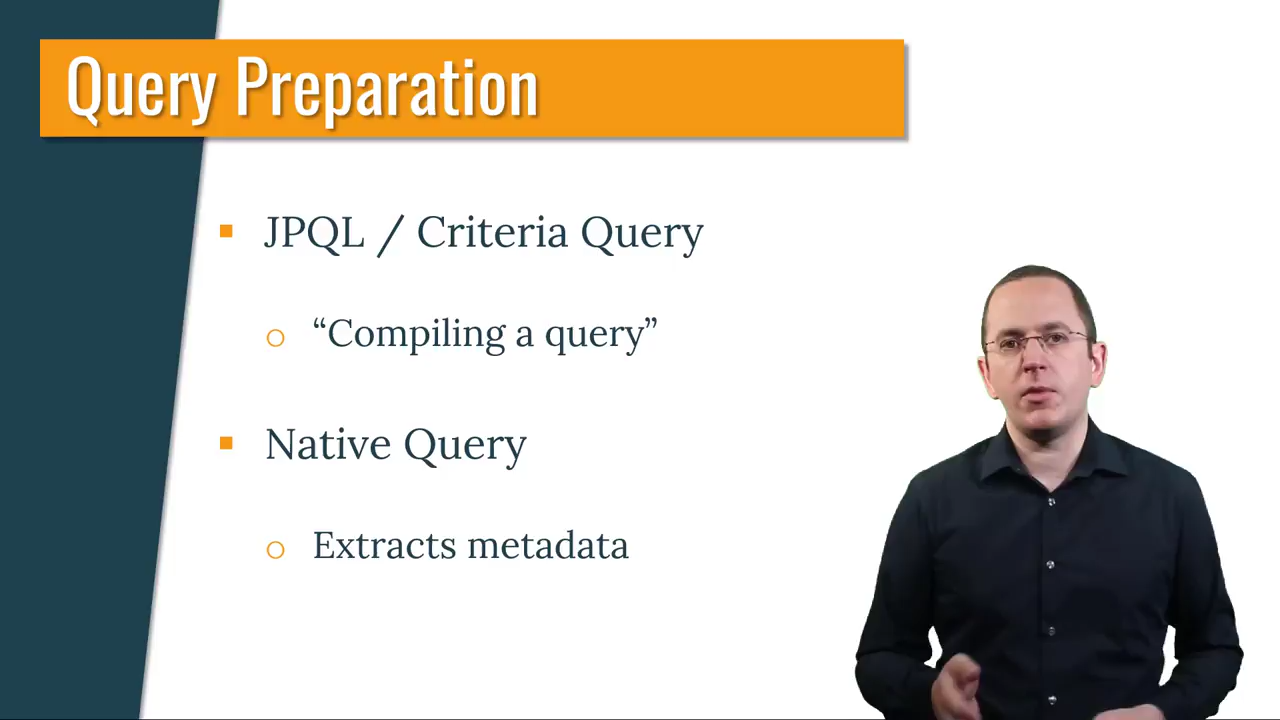 Query Preparation
JPQL / Criteria Query
“Compiling a query”
Native Query
Extracts metadata